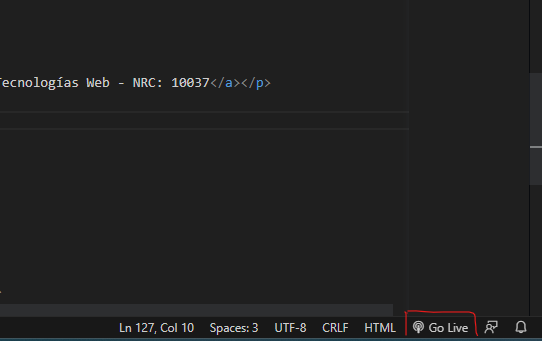 Tecnologías Web - NRC: 10037</a></p>
Ln 127, Col 10 Spaces: 3 UTF-8 CRLF HTML Go Live